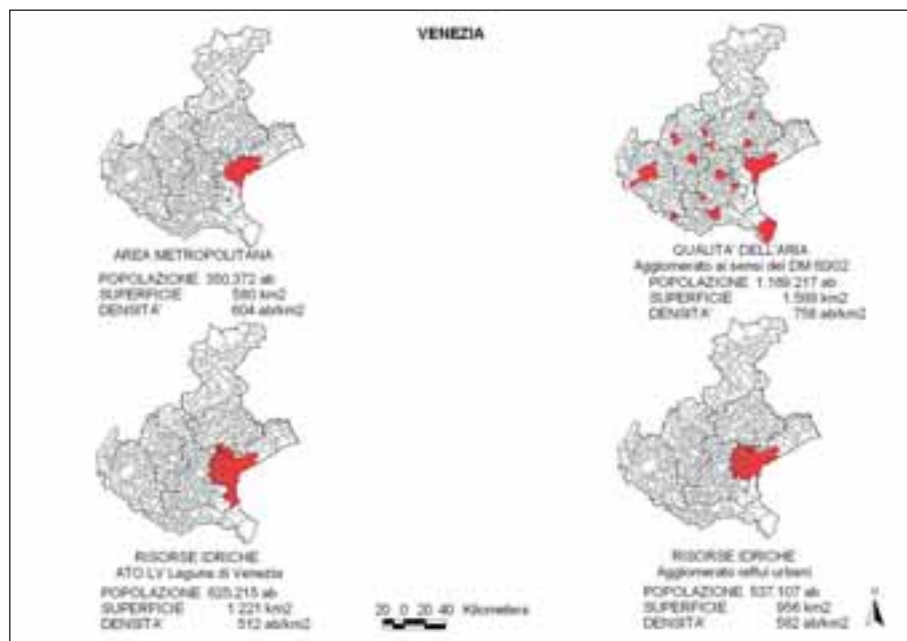 VENEZIA
AREA METROPOLITANA
POPOLAZIONE 350.372 ab
SUPERFICIE 580 km2
DENSITA' 604 ab/km2
QUALITA' DELL'ARIA
Agglomerato ai sensi del DM 60/02
POPOLAZIONE 1.169.217 ab
SUPERFICIE km2
DENSITA' 758 ab/km2
RISORSE IDRICHE
ATO LV Laguna di Venezia
POPOLAZIONE 625.215 ab
SUPERFICIE 1.221 km2
DENSITA' 512 ab/km2
RISORSE IDRICHE
Agglomerato reflui urbani
POPOLAZIONE 537.107 ab
SUPERFICIE 956 km2
DENSITA' 562 ab/km2
20 0 20 40 Kilometers